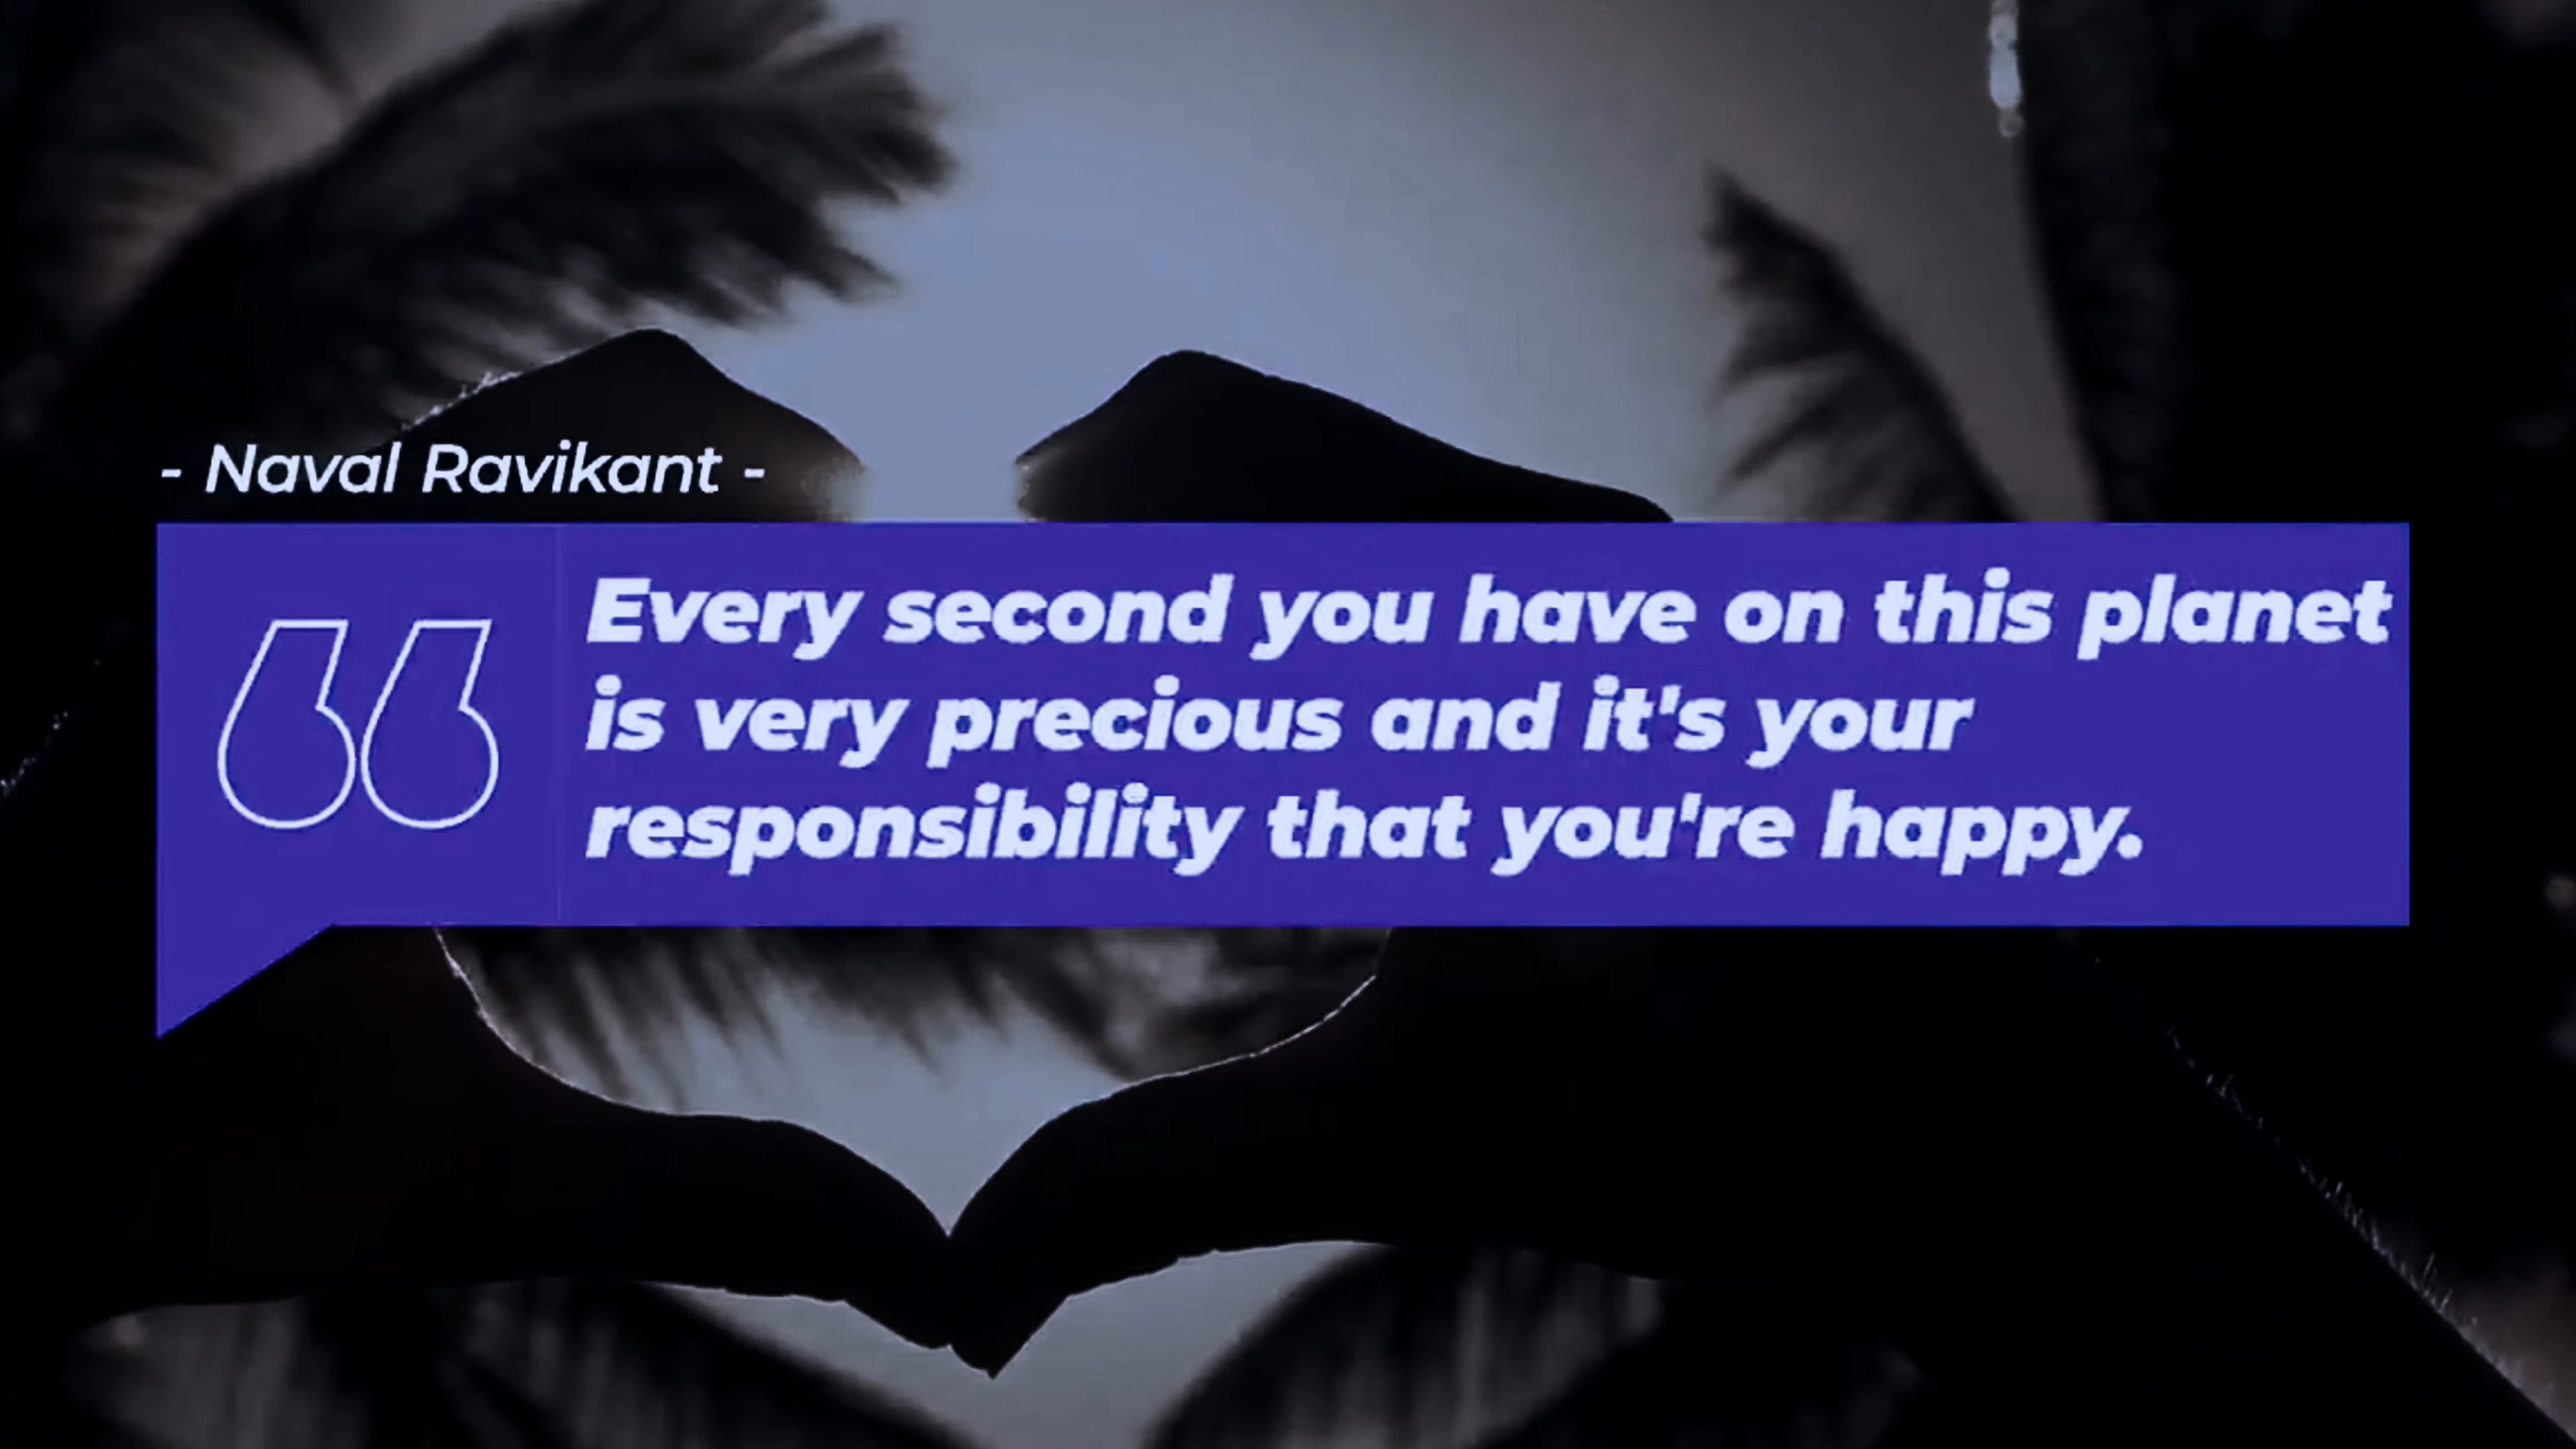 - Naval Ravikant -
Every second you have on this planet
is very precious and it's your
responsibility that you're happy.